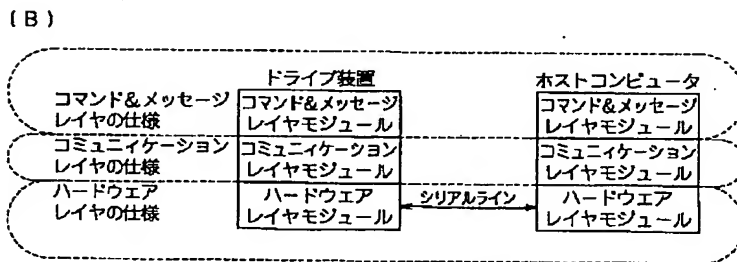 (B)
ドライブ装置
ホストコンピュータ
コマンド&メッセージ
レイヤの仕様
コマンド&メッセージ
レイヤモジュール
コマンド&メッセージ
レイヤモジュール
コミュニィケーション
レイヤの仕様
コミュニィケーション
レイヤモジュール
コミュニィケーション
レイヤモジュール
ハードウェア
レイヤの仕様
ハードウエア
レイヤモジュール
シリアルライン
ハードウエア
レイヤモジュール